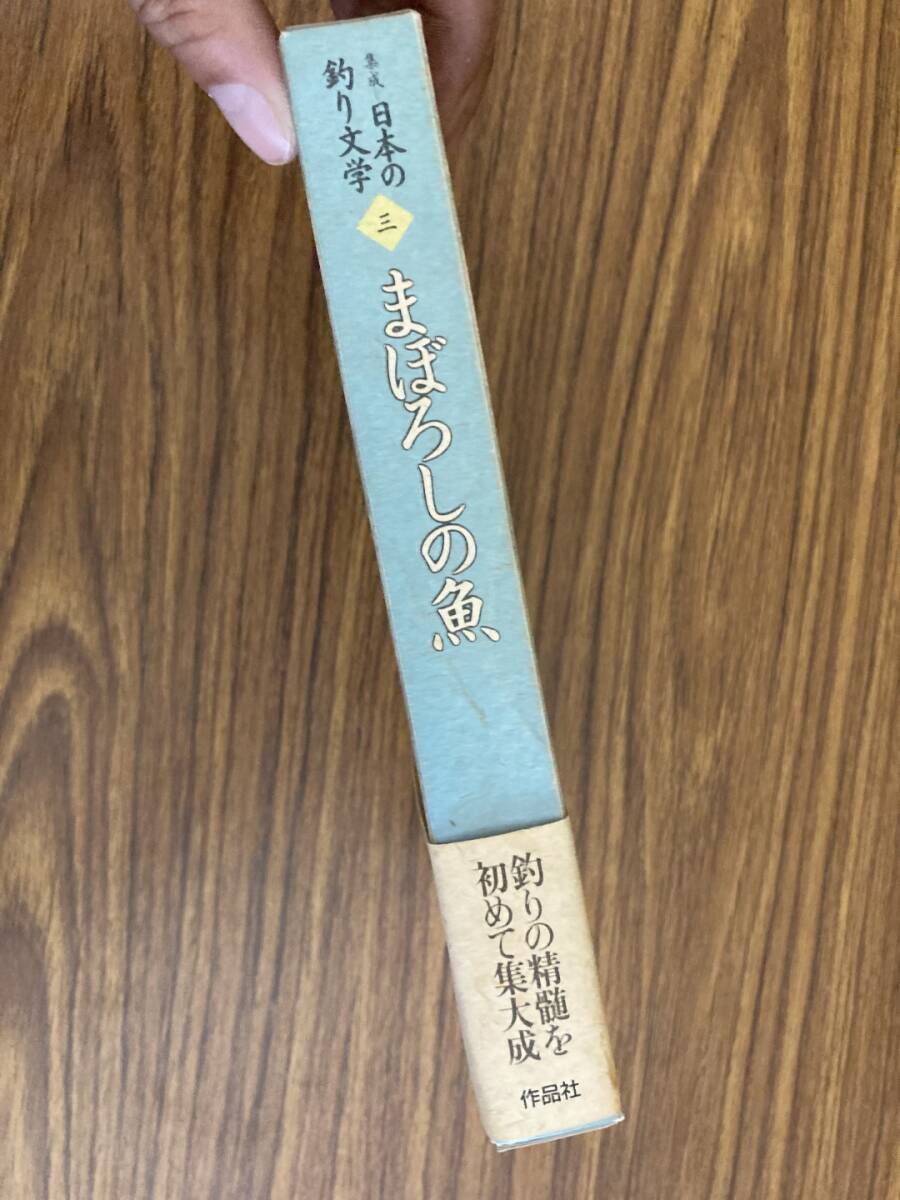 集成 日本の
釣り文学
三
まぼろしの魚
釣りの精髄を
初めて集大成
作品社